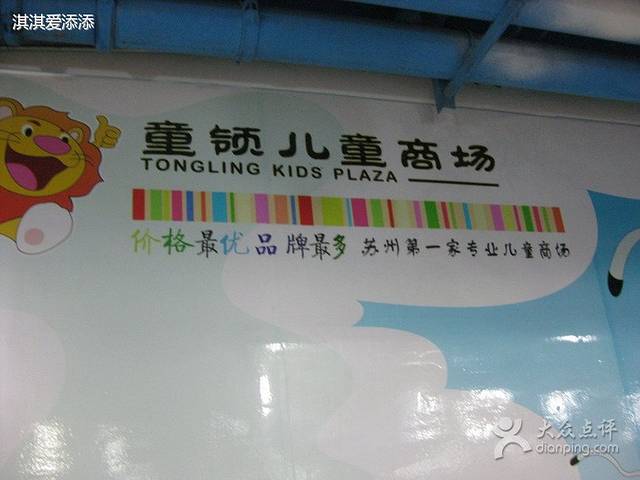 淇淇爱添添
童领儿童商场
TONGLING KIDS PLAZA
价格最优品牌最多 苏州第一家专业儿童商场
大众点评
dianping.com